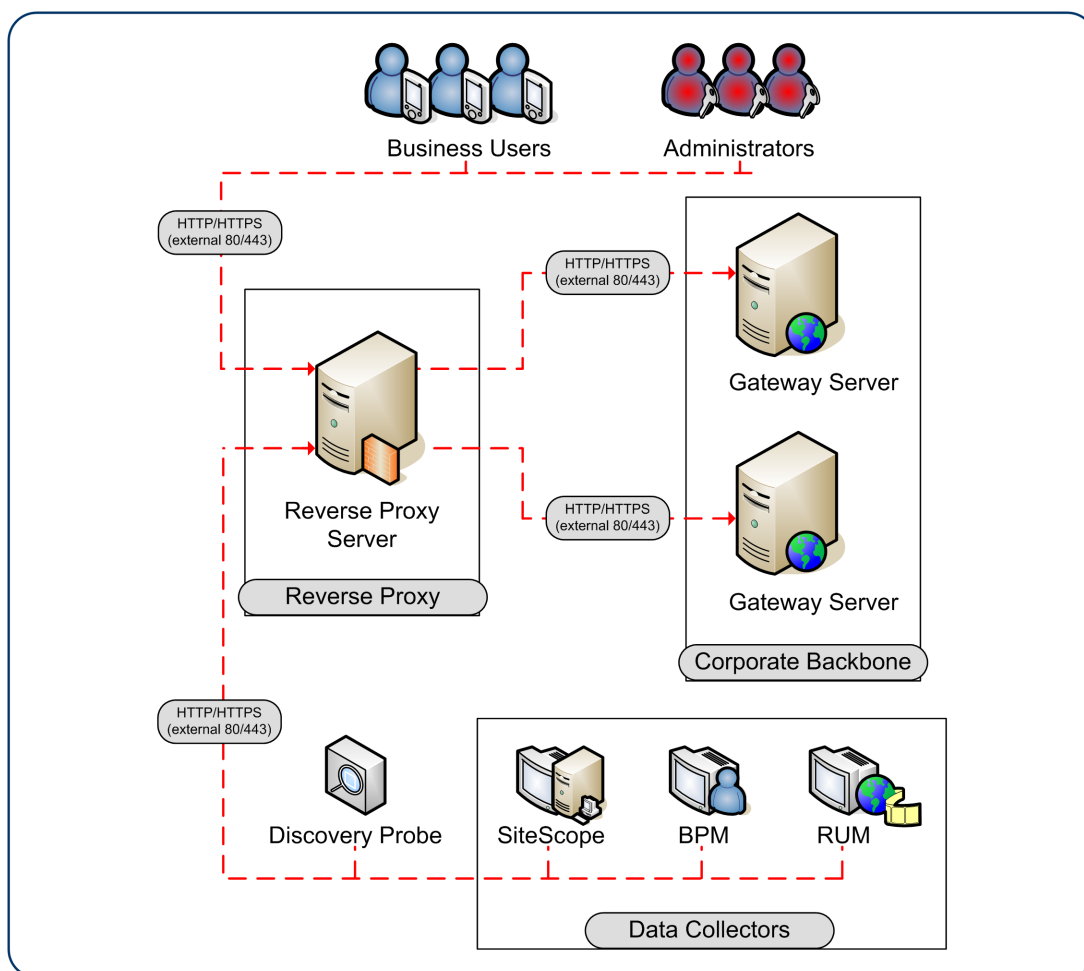 Business Users
Administrators
HTTP/HTTPS
(external 80/443)
HTTP/HTTPS
(external 80/443)
Gateway Server
Reverse Proxy
Server
Reverse Proxy
HTTP/HTTPS
(external 80/443)
Gateway Server
Corporate Backbone
HTTP/HTTPS
(external 80/443)
Discovery Probe
SiteScope
BPM
RUM
Data Collectors